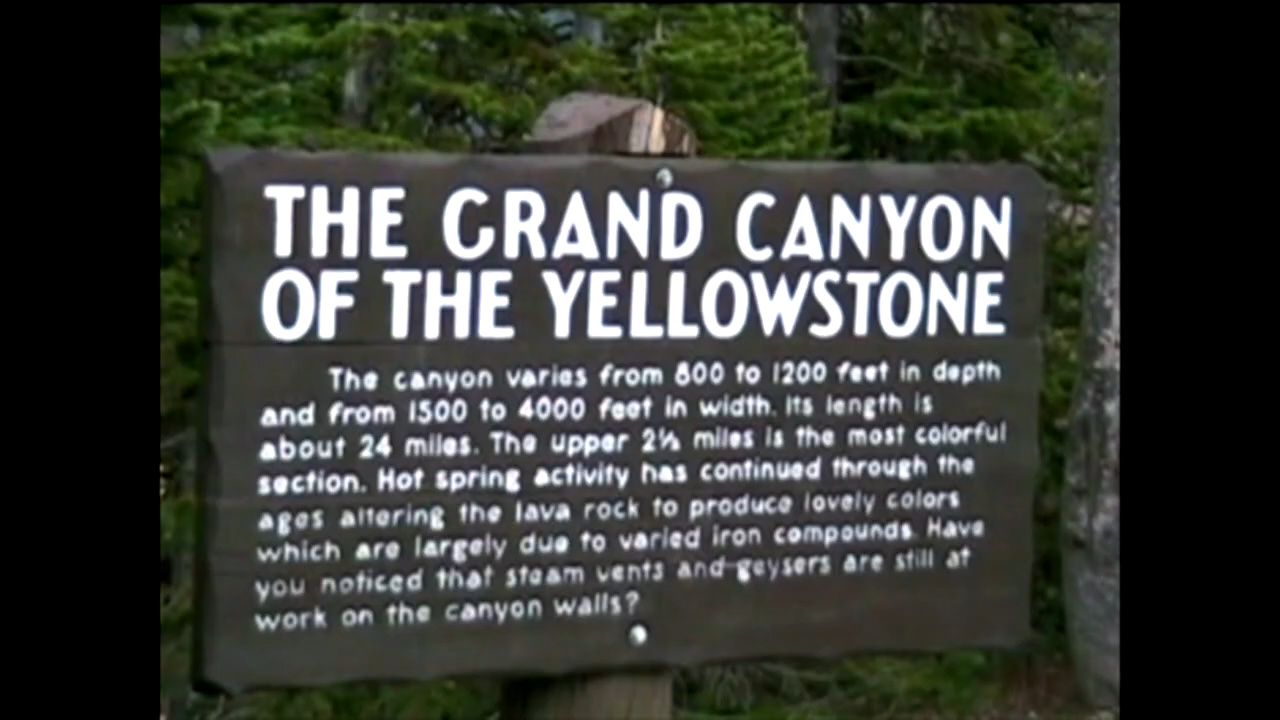 THE GRAND CANYON
OF THE YELLOWSTONE
The canyon varies from 800 to 1200 feet in depth
and from 1500 to 4000 feet in width. Its length is
about 24 miles. The upper 2½ miles is the most colorful
section. Hot spring activity has continued through the
ages altering the lava rock to produce lovely colors
which are largely due to varied iron compounds. Have
you noticed that steam vents and geysers are still at
work on the canyon walls?